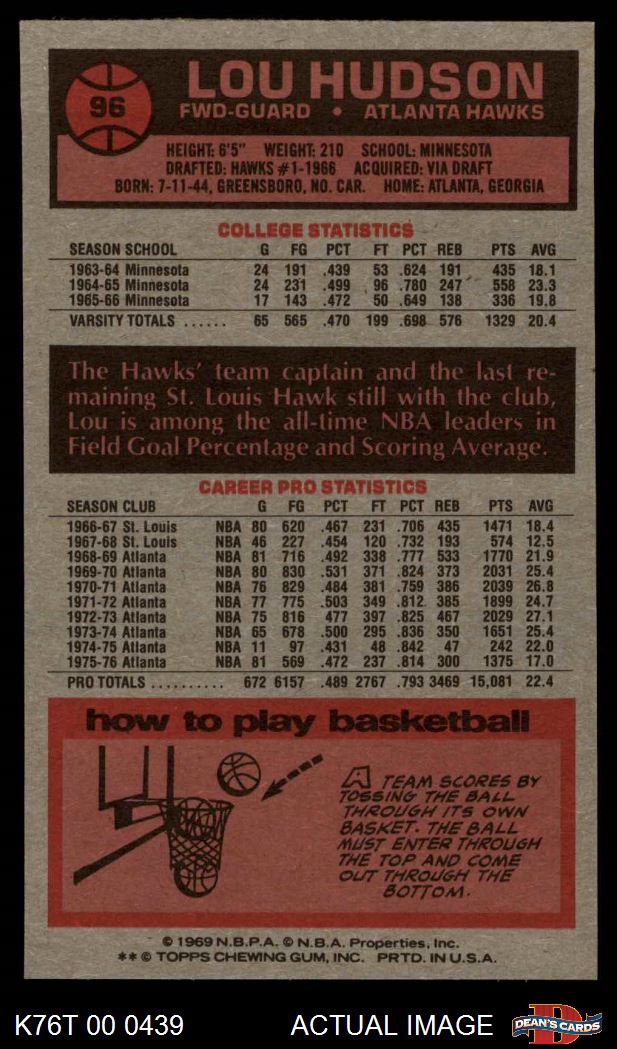 96
LOU HUDSON
FWD-GUARD • ATLANTA HAWKS
HEIGHT: 6'5" WEIGHT: 210 SCHOOL: MINNESOTA
DRAFTED: HAWKS #1-1966 ACQUIRED: VIA DRAFT
BORN: 7-11-44, GREENSBORO, NO. CAR. HOME: ATLANTA, GEORGIA
COLLEGE STATISTICS
SEASON SCHOOL G FG PCT FT PCT REB PTS AVG
1963-64 Minnesota 24 191 .439 53 .624 191 435 18.1
1964-65 Minnesota 24 231 .499 96 .780 247 558 23.3
1965-66 Minnesota 17 143 .472 50 .649 138 336 19.8
VARSITY TOTALS ...... 65 565 .470 199 .698 576 1329 20.4
The Hawks' team captain and the last re-
maining St. Louis Hawk still with the club,
Lou is among the all-time NBA leaders in
Field Goal Percentage and Scoring Average.
CAREER PRO STATISTICS
SEASON CLUB G FG PCT FT PCT REB PTS AVG
1966-67 St. Louis NBA 80 620 .467 231 .706 435 1471 18.4
1967-68 St. Louis NBA 46 227 .454 120 .732 193 574 12.5
1968-69 Atlanta NBA 81 716 .492 338 .777 533 1770 21.9
1969-70 Atlanta NBA 80 830 .531 371 .824 373 2031 25.4
1970-71 Atlanta NBA 76 829 .484 381 .759 386 2039 26.8
1971-72 Atlanta NBA 77 775 .503 349 .812 385 1899 24.7
1972-73 Atlanta NBA 75 816 .477 397 .825 467 2029 27.1
1973-74 Atlanta NBA 65 678 .500 295 .836 350 1651 25.4
1974-75 Atlanta NBA 11 97 .431 48 .842 47 242 22.0
1975-76 Atlanta NBA 81 569 .472 237 .814 300 1375 17.0
PRO TOTALS .......... 672 6157 .489 2767 .793 3469 15,081 22.4
how to play basketball
A TEAM SCORES BY
TOSSING THE BALL
THROUGH ITS OWN
BASKET. THE BALL
MUST ENTER THROUGH
THE TOP AND COME
OUT THROUGH THE
BOTTOM.
© 1969 N.B.P.A. © N.B.A. Properties, Inc.
** © TOPPS CHEWING GUM, INC. PRTD. IN U.S.A.
K76T 00 0439 ACTUAL IMAGE DEAN'S CARDS